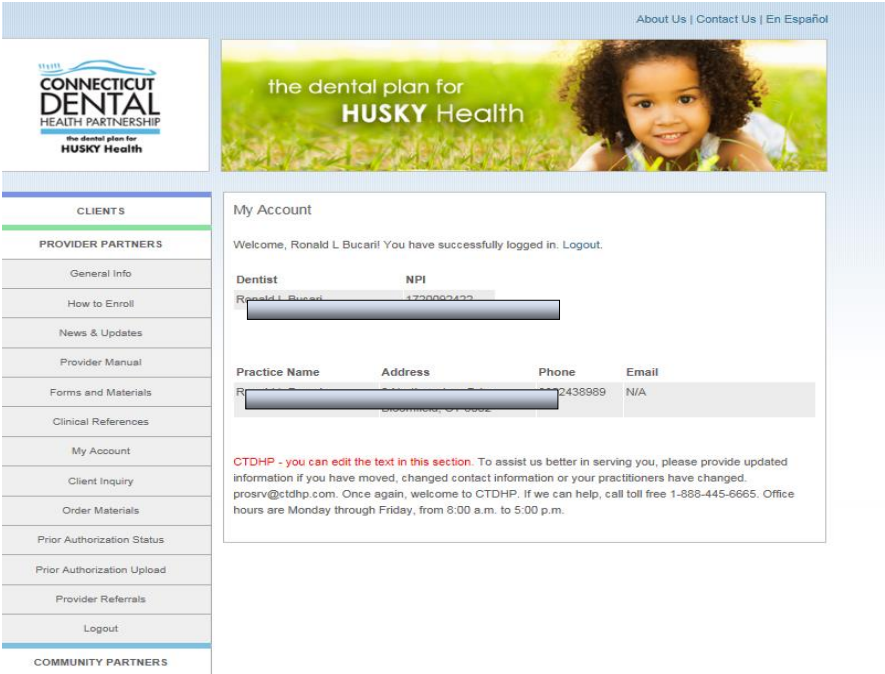 About Us | Contact Us | En Español
CONNECTICUT
DENTAL
HEALTH PARTNERSHIP
the dental plan for
HUSKY Health
the dental plan for
HUSKY Health
CLIENTS
PROVIDER PARTNERS
General Info
How to Enroll
News & Updates
Provider Manual
Forms and Materials
Clinical References
My Account
Client Inquiry
Order Materials
Prior Authorization Status
Prior Authorization Upload
Provider Referrals
Logout
COMMUNITY PARTNERS
My Account
Welcome, Ronald L Bucari! You have successfully logged in. Logout.
Dentist NPI
Practice Name Address Phone Email
N/A
CTDHP - you can edit the text in this section. To assist us better in serving you, please provide updated
information if you have moved, changed contact information or your practitioners have changed.
prosrv@ctdhp.com. Once again, welcome to CTDHP. If we can help, call toll free 1-888-445-6665. Office
hours are Monday through Friday, from 8:00 a.m. to 5:00 p.m.